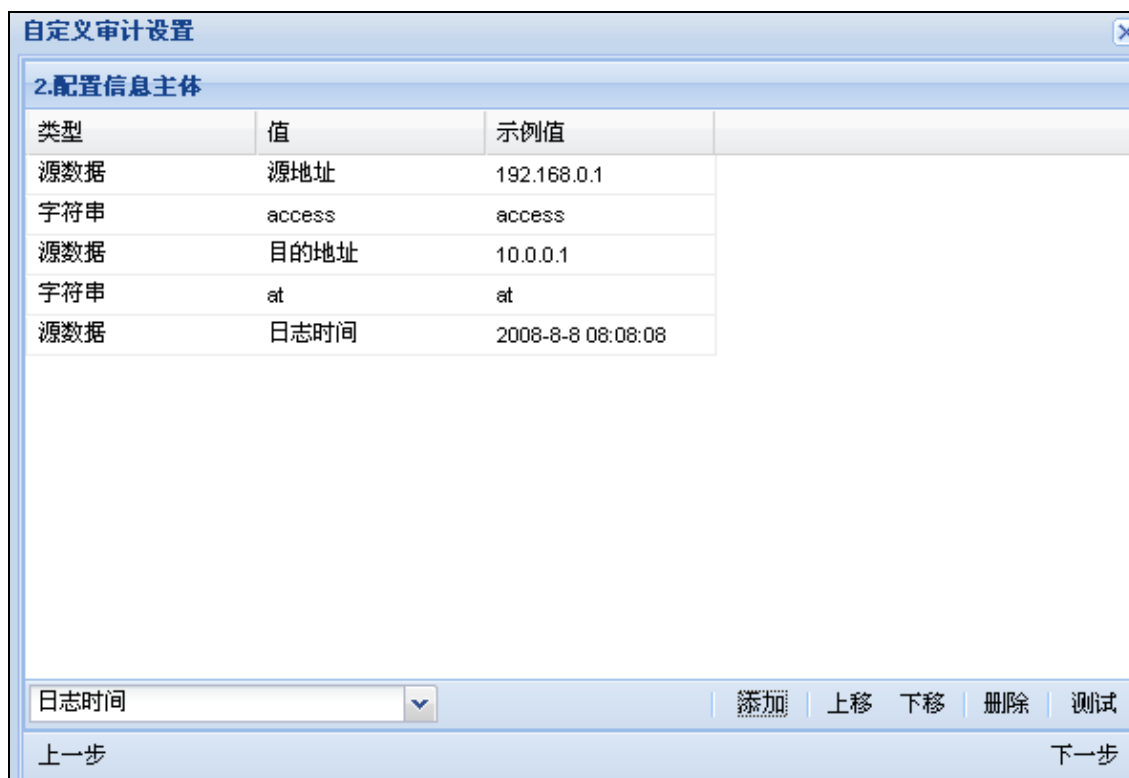 自定义审计设置
2.配置信息主体
类型 值 示例值
源数据 源地址 192.168.0.1
字符串 access access
源数据 目的地址 10.0.0.1
字符串 at at
源数据 日志时间 2008-8-8 08:08:08
日志时间 添加 上移 下移 删除 测试
上一步 下一步